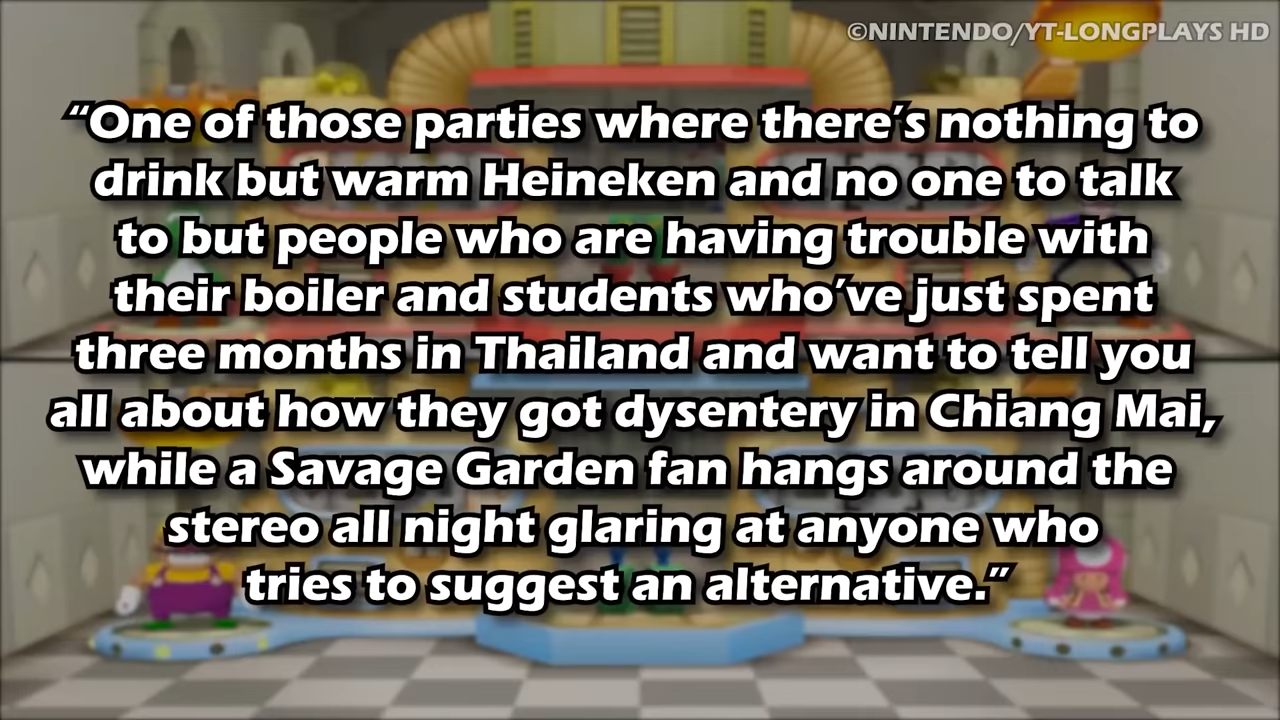 ©NINTENDO/YT-LONGPLAYS HD
“One of those parties where there’s nothing to
drink but warm Heineken and no one to talk
to but people who are having trouble with
their boiler and students who’ve just spent
three months in Thailand and want to tell you
all about how they got dysentery in Chiang Mai,
while a Savage Garden fan hangs around the
stereo all night glaring at anyone who
tries to suggest an alternative.”